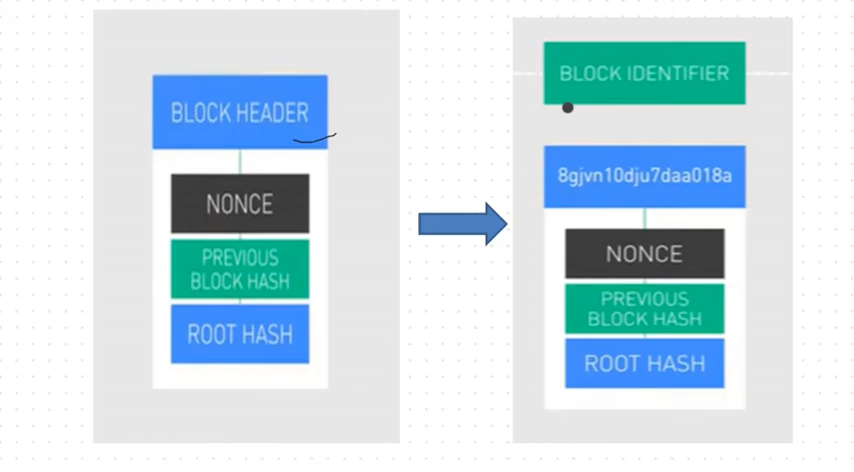 BLOCK HEADER
NONCE
PREVIOUS
BLOCK HASH
ROOT HASH
BLOCK IDENTIFIER
8gjvn10dju7daa018a
NONCE
PREVIOUS
BLOCK HASH
ROOT HASH